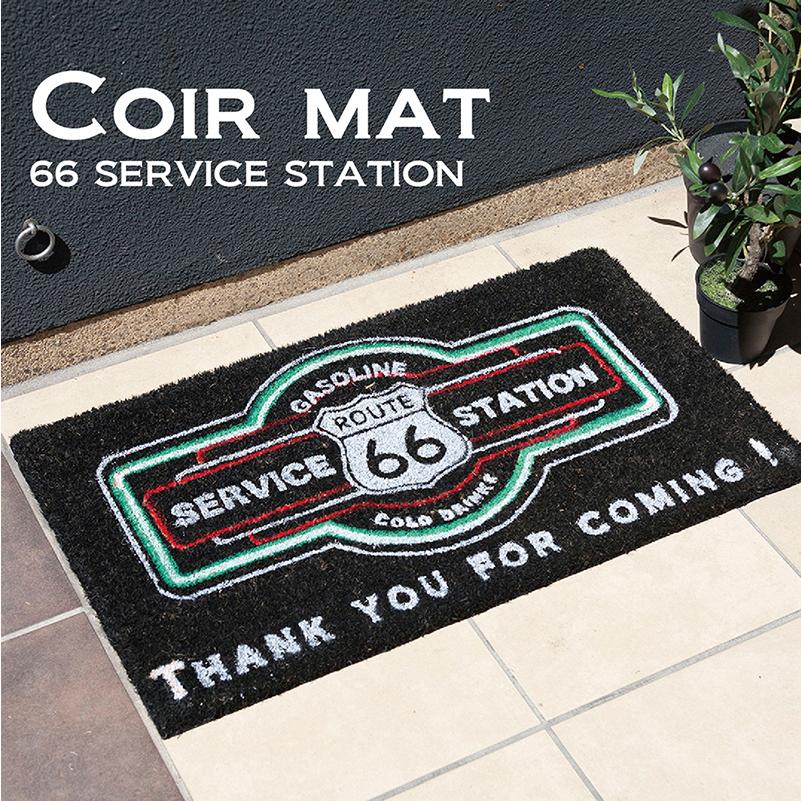 COIR MAT
66 SERVICE STATION
GASOLINE
ROUTE
66
SERVICE STATION
COLD DRINKS
THANK YOU FOR COMING !